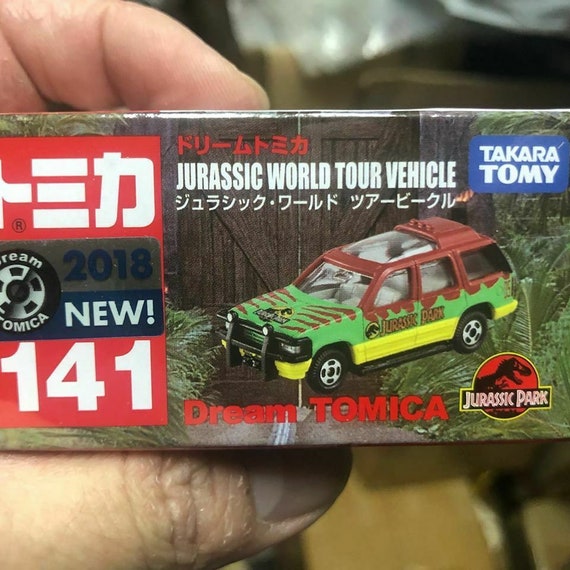 トミカ
®
Dream
TOMICA
2018
NEW!
141
ドリームトミカ
JURASSIC WORLD TOUR VEHICLE
ジュラシック・ワールド ツアービークル
TAKARA
TOMY
JURASSIC PARK
Dream TOMICA
JURASSIC PARK